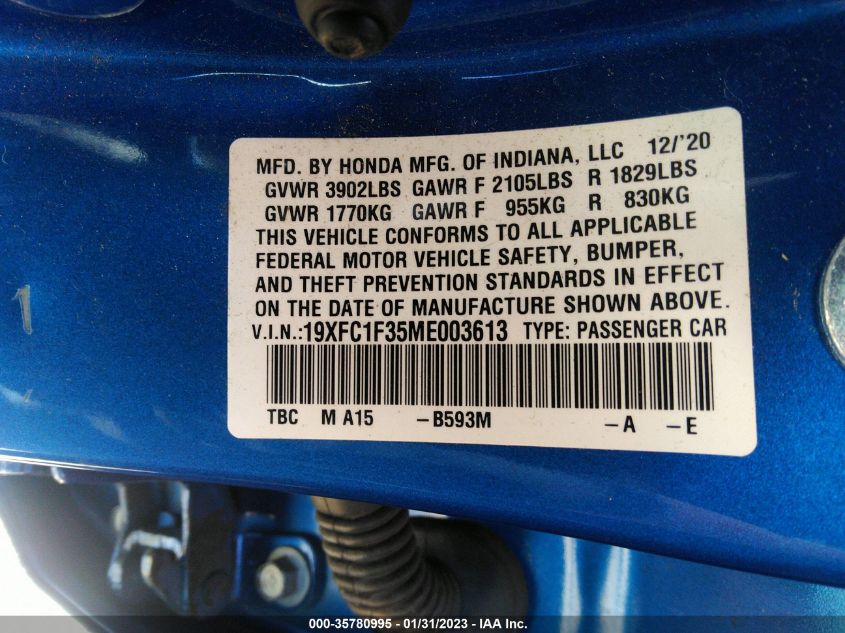 MFD. BY HONDA MFG. OF INDIANA, LLC 12/'20
GVWR 3902LBS GAWR F 2105LBS R 1829LBS
GVWR 1770KG GAWR F 955KG R 830KG
THIS VEHICLE CONFORMS TO ALL APPLICABLE
FEDERAL MOTOR VEHICLE SAFETY, BUMPER,
AND THEFT PREVENTION STANDARDS IN EFFECT
ON THE DATE OF MANUFACTURE SHOWN ABOVE.
V.I.N.:19XFC1F35ME003613 TYPE: PASSENGER CAR
TBC M A15 -B593M -A -E
000-35780995 - 01/31/2023 - IAA Inc.